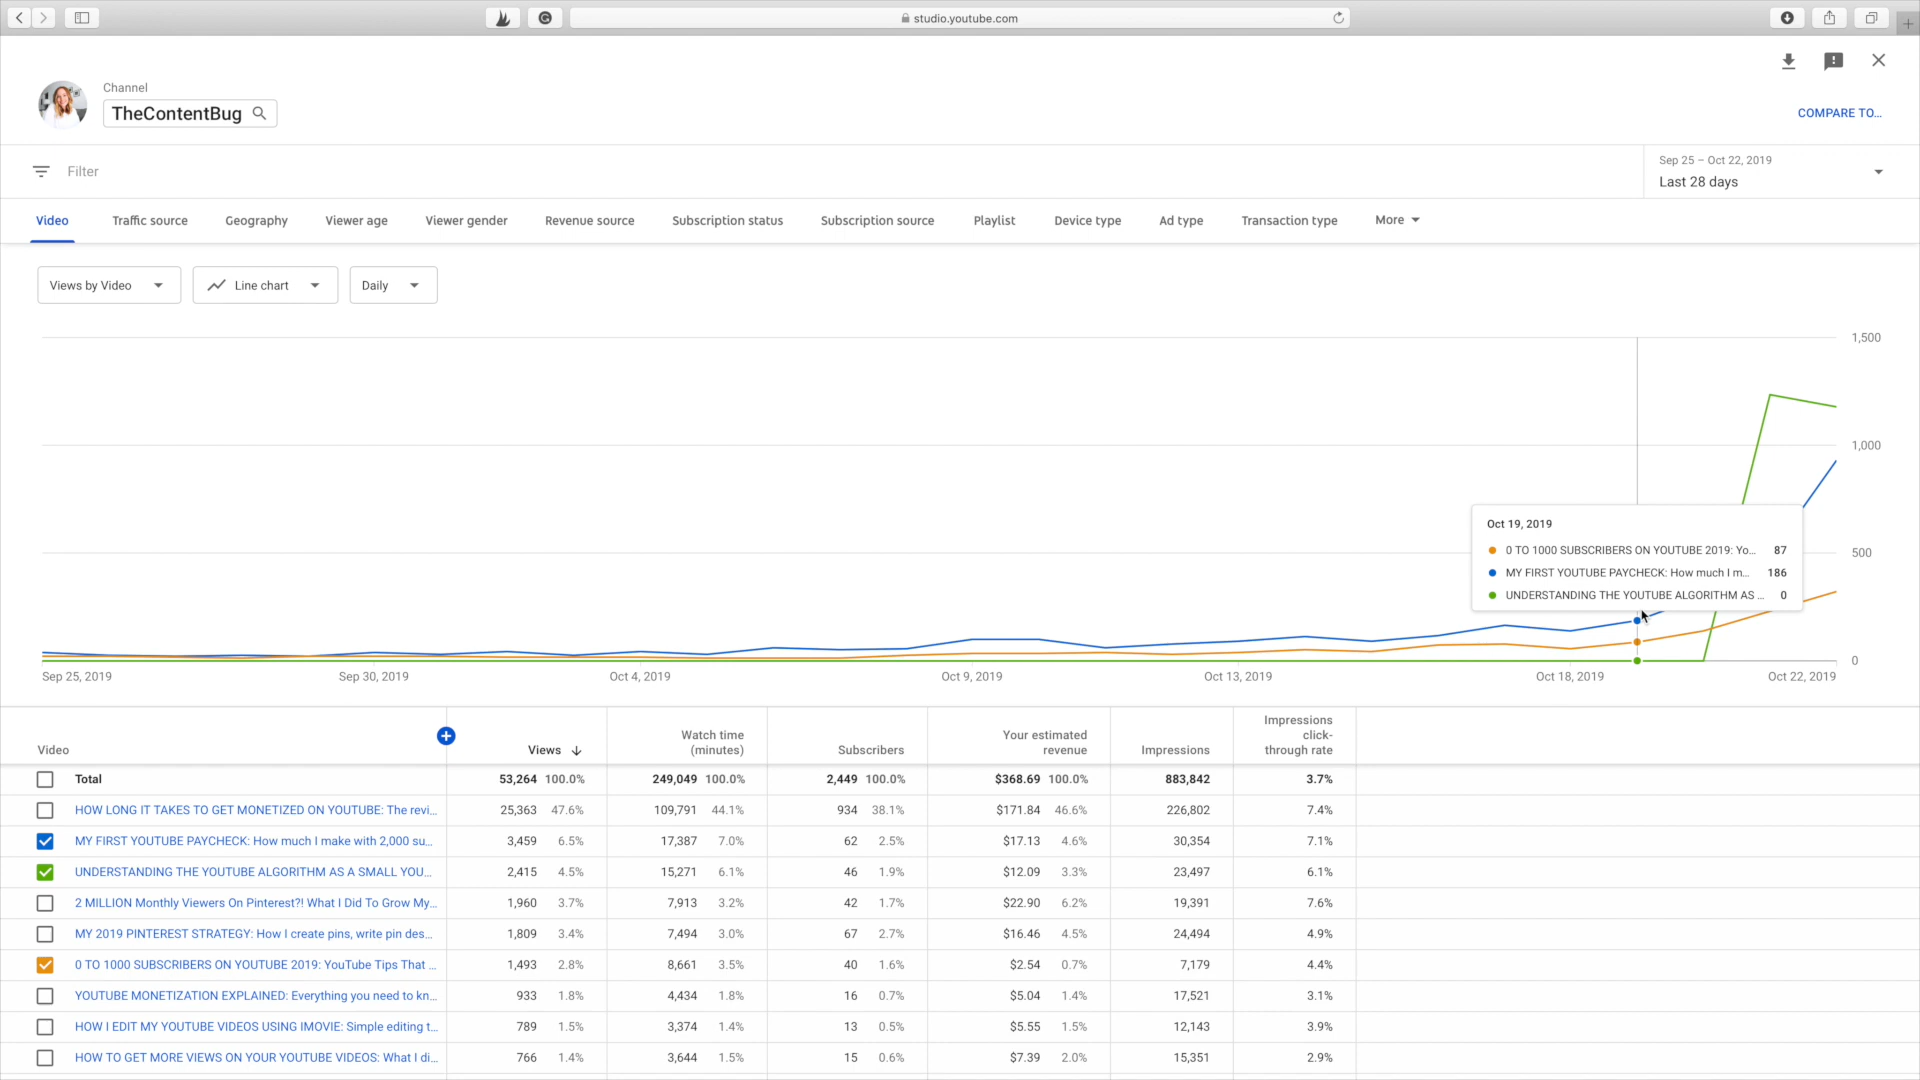 studio.youtube.com
Channel
TheContentBug
COMPARE TO...
Filter
Sep 25 – Oct 22, 2019
Last 28 days
Video Traffic source Geography Viewer age Viewer gender Revenue source Subscription status Subscription source Playlist Device type Ad type Transaction type More
Views by Video Line chart Daily
1,500
1,000
500
0
Oct 19, 2019
0 TO 1000 SUBSCRIBERS ON YOUTUBE 2019: Yo... 87
MY FIRST YOUTUBE PAYCHECK: How much I m... 186
UNDERSTANDING THE YOUTUBE ALGORITHM AS ... 0
Sep 25, 2019 Sep 30, 2019 Oct 4, 2019 Oct 9, 2019 Oct 13, 2019 Oct 18, 2019 Oct 22, 2019
Video Views Watch time (minutes) Subscribers Your estimated revenue Impressions Impressions click-through rate
Total 53,264 100.0% 249,049 100.0% 2,449 100.0% $368.69 100.0% 883,842 3.7%
HOW LONG IT TAKES TO GET MONETIZED ON YOUTUBE: The revi... 25,363 47.6% 109,791 44.1% 934 38.1% $171.84 46.6% 226,802 7.4%
MY FIRST YOUTUBE PAYCHECK: How much I make with 2,000 su... 3,459 6.5% 17,387 7.0% 62 2.5% $17.13 4.6% 30,354 7.1%
UNDERSTANDING THE YOUTUBE ALGORITHM AS A SMALL YOU... 2,415 4.5% 15,271 6.1% 46 1.9% $12.09 3.3% 23,497 6.1%
2 MILLION Monthly Viewers On Pinterest?! What I Did To Grow My... 1,960 3.7% 7,913 3.2% 42 1.7% $22.90 6.2% 19,391 7.6%
MY 2019 PINTEREST STRATEGY: How I create pins, write pin des... 1,809 3.4% 7,494 3.0% 67 2.7% $16.46 4.5% 24,494 4.9%
0 TO 1000 SUBSCRIBERS ON YOUTUBE 2019: YouTube Tips That ... 1,493 2.8% 8,661 3.5% 40 1.6% $2.54 0.7% 7,179 4.4%
YOUTUBE MONETIZATION EXPLAINED: Everything you need to kn... 933 1.8% 4,434 1.8% 16 0.7% $5.04 1.4% 17,521 3.1%
HOW I EDIT MY YOUTUBE VIDEOS USING IMOVIE: Simple editing t... 789 1.5% 3,374 1.4% 13 0.5% $5.55 1.5% 12,143 3.9%
HOW TO GET MORE VIEWS ON YOUR YOUTUBE VIDEOS: What I di... 766 1.4% 3,644 1.5% 15 0.6% $7.39 2.0% 15,351 2.9%